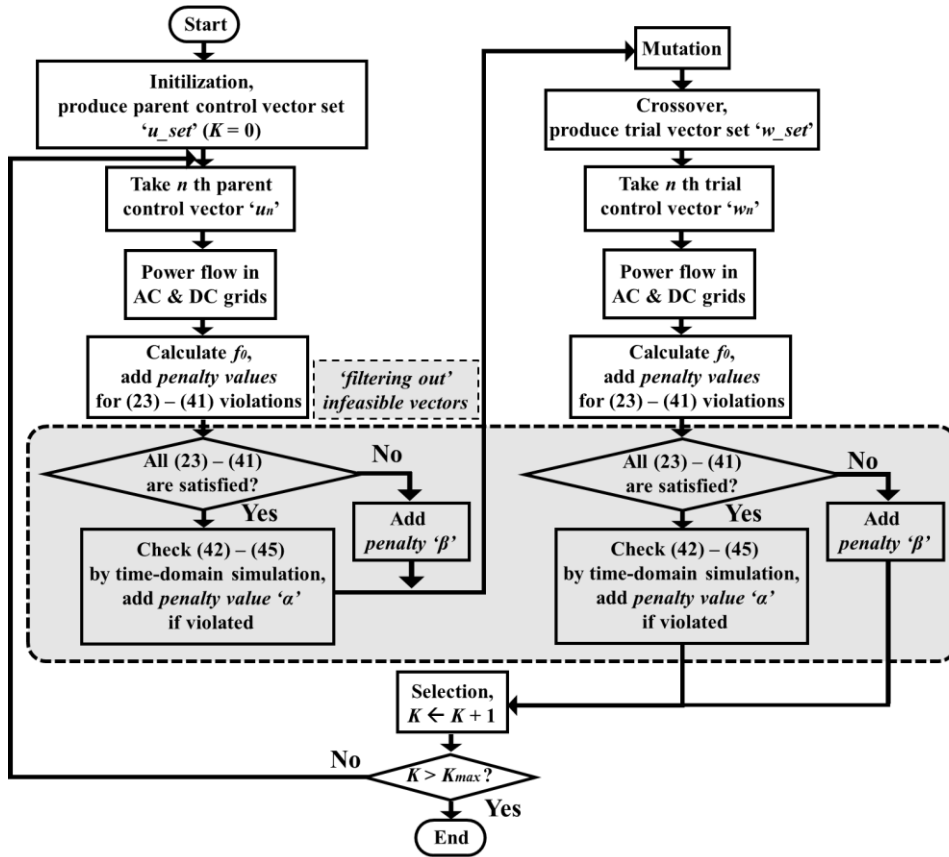 Start
Initilization,
produce parent control vector set
‘u_set’ (K = 0)
Take n th parent
control vector ‘un’
Power flow in
AC & DC grids
Calculate f0,
add penalty values
for (23) – (41) violations
‘filtering out’
infeasible vectors
All (23) – (41)
are satisfied?
No
Yes
Add
penalty ‘β’
Check (42) – (45)
by time-domain simulation,
add penalty value ‘α’
if violated
Mutation
Crossover,
produce trial vector set ‘w_set’
Take n th trial
control vector ‘wn’
Power flow in
AC & DC grids
Calculate f0,
add penalty values
for (23) – (41) violations
All (23) – (41)
are satisfied?
No
Yes
Add
penalty ‘β’
Check (42) – (45)
by time-domain simulation,
add penalty value ‘α’
if violated
Selection,
K ← K + 1
No
K > Kmax?
Yes
End